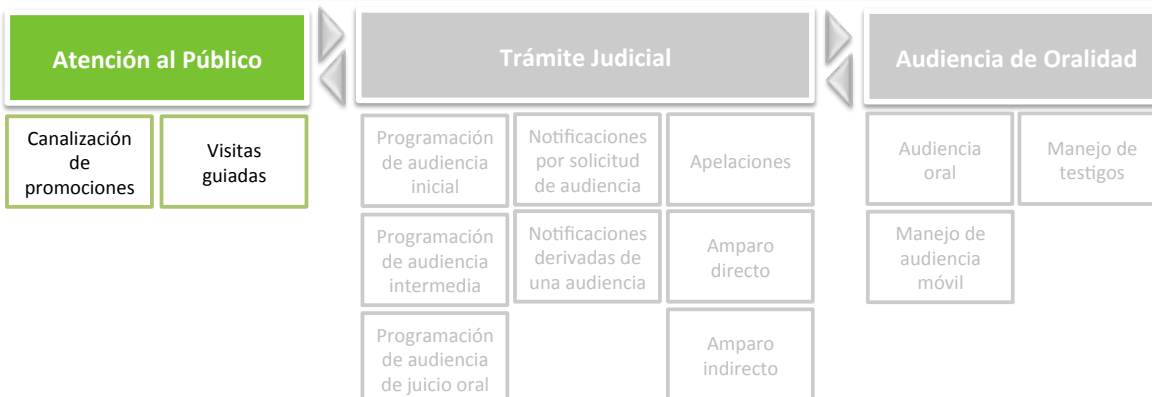 Atención al Público
Trámite Judicial
Audiencia de Oralidad
Canalización
de
promociones
Visitas
guiadas
Programación
de audiencia
inicial
Notificaciones
por solicitud
de audiencia
Apelaciones
Audiencia
oral
Manejo de
testigos
Programación
de audiencia
intermedia
Notificaciones
derivadas de
una audiencia
Amparo
directo
Manejo de
audiencia
móvil
Programación
de audiencia
de juicio oral
Amparo
indirecto